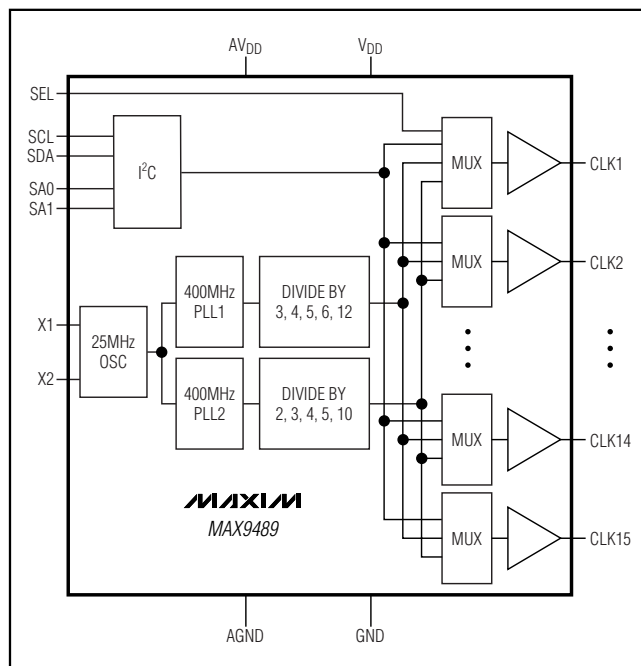 AVDD
VDD
SEL
SCL
SDA
SA0
SA1
I²C
MUX
CLK1
MUX
CLK2
400MHz
PLL1
DIVIDE BY
3, 4, 5, 6, 12
X1
X2
25MHz
OSC
400MHz
PLL2
DIVIDE BY
2, 3, 4, 5, 10
MUX
CLK14
MAXIM
MAX9489
MUX
CLK15
AGND
GND